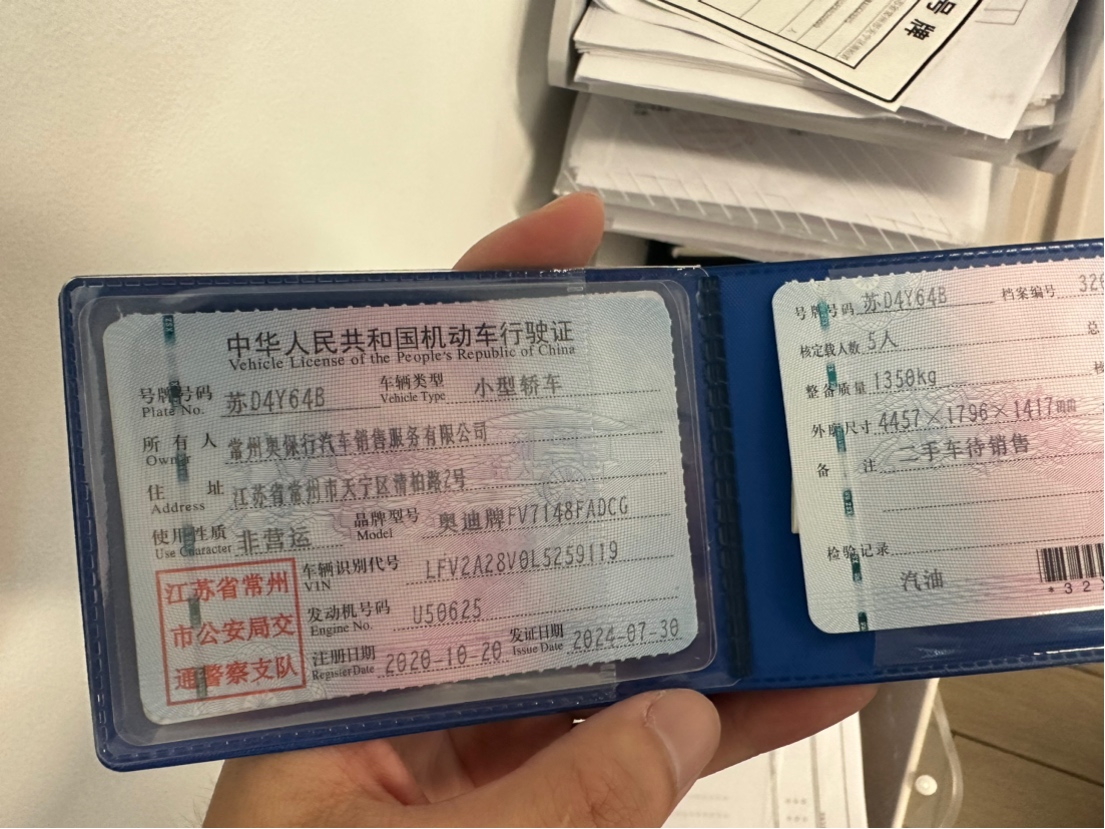 号牌
中华人民共和国机动车行驶证
Vehicle License of the People's Republic of China
号牌号码 Plate No. 苏D4Y64B 车辆类型 Vehicle Type 小型轿车
所有人 Owner 常州奥保行汽车销售服务有限公司
住址 Address 江苏省常州市天宁区清柏路2号
使用性质 Use Character 非营运 品牌型号 Model 奥迪牌FV7148FADCG
江苏省常州
市公安局交
通警察支队
车辆识别代号 VIN LFV2A28V0L5259119
发动机号码 Engine No. U50625
注册日期 Register Date 2020-10-20 发证日期 Issue Date 2024-07-30
号牌号码 苏D4Y64B 档案编号 326
核定载人数 5人 总
整备质量 1350kg 核
外廓尺寸 4457×1796×1417mm
备注 二手车待销售
检验记录
汽油
*32